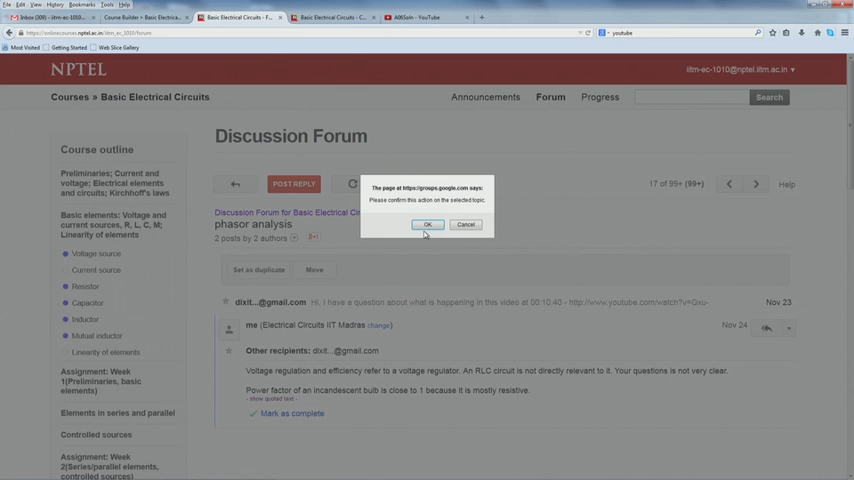 File Edit View History Bookmarks Tools Help
Inbox (309) - iitm-ec-1010...
Course Builder > Basic Electrica...
Basic Electrical Circuits - F...
Basic Electrical Circuits - C...
A06Soln - YouTube
https://onlinecourses.nptel.ac.in/iitm_ec_1010/forum
youtube
Most Visited Getting Started Web Slice Gallery
NPTEL
iitm-ec-1010@nptel.iitm.ac.in
Courses » Basic Electrical Circuits
Announcements Forum Progress Search
Course outline
Preliminaries; Current and
voltage; Electrical elements
and circuits; Kirchhoff's laws
Basic elements: Voltage and
current sources, R, L, C, M;
Linearity of elements
Voltage source
Current source
Resistor
Capacitor
Inductor
Mutual inductor
Linearity of elements
Assignment: Week
1(Preliminaries, basic
elements)
Elements in series and parallel
Controlled sources
Assignment: Week
2(Series/parallel elements,
controlled sources)
Discussion Forum
POST REPLY
17 of 99+ (99+)
Help
Discussion Forum for Basic Electrical Cir
phasor analysis
2 posts by 2 authors
The page at https://groups.google.com says:
Please confirm this action on the selected topic.
OK Cancel
Set as duplicate Move
dixit...@gmail.com Hi, I have a question about what is happening in this video at 00:10:40 - http://www.youtube.com/watch?v=Gxu- Nov 23
me (Electrical Circuits IIT Madras change) Nov 24
Other recipients: dixit...@gmail.com
Voltage regulation and efficiency refer to a voltage regulator. An RLC circuit is not directly relevant to it. Your questions is not very clear.
Power factor of an incandescent bulb is close to 1 because it is mostly resistive.
- show quoted text -
Mark as complete